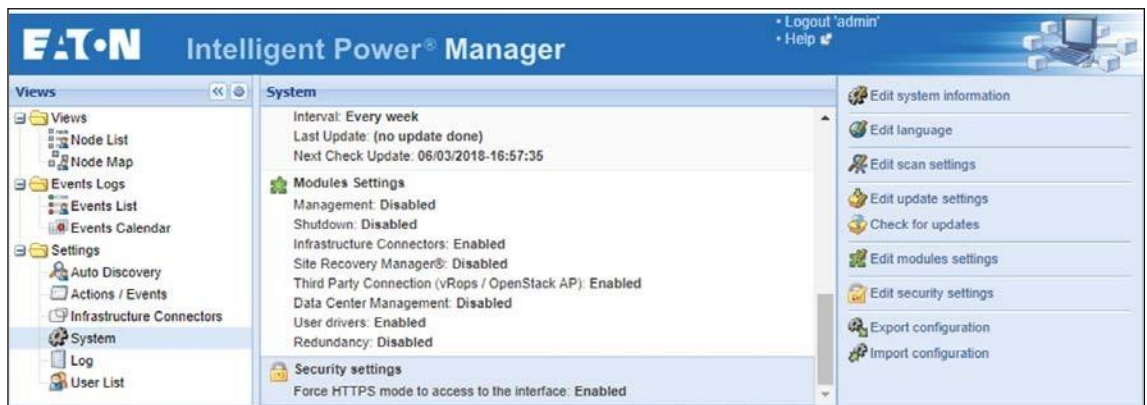 EATON
Intelligent Power® Manager
• Logout 'admin'
• Help
Views
Views
Node List
Node Map
Events Logs
Events List
Events Calendar
Settings
Auto Discovery
Actions / Events
Infrastructure Connectors
System
Log
User List
System
Interval: Every week
Last Update: (no update done)
Next Check Update: 06/03/2018-16:57:35
Modules Settings
Management: Disabled
Shutdown: Disabled
Infrastructure Connectors: Enabled
Site Recovery Manager®: Disabled
Third Party Connection (vRops / OpenStack AP): Enabled
Data Center Management: Disabled
User drivers: Enabled
Redundancy: Disabled
Security settings
Force HTTPS mode to access to the interface: Enabled
Edit system information
Edit language
Edit scan settings
Edit update settings
Check for updates
Edit modules settings
Edit security settings
Export configuration
Import configuration